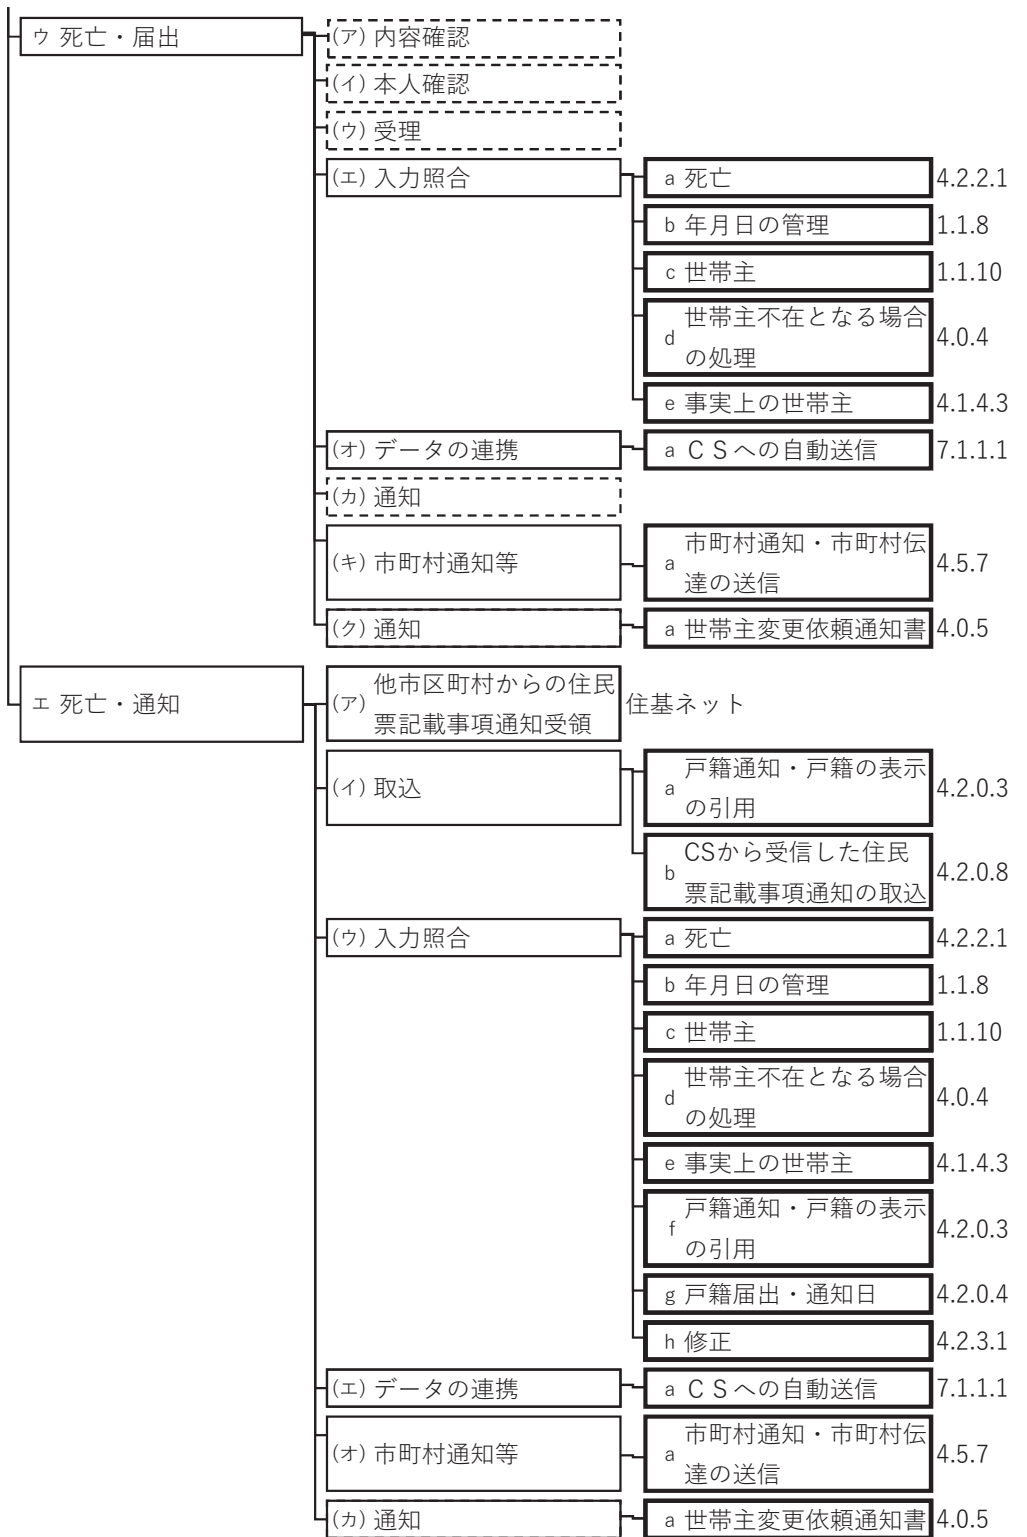 ウ 死亡・届出
(ア) 内容確認
(イ) 本人確認
(ウ) 受理
(エ) 入力照合
a 死亡 4.2.2.1
b 年月日の管理 1.1.8
c 世帯主 1.1.10
d 世帯主不在となる場合
の処理 4.0.4
e 事実上の世帯主 4.1.4.3
(オ) データの連携
a ＣＳへの自動送信 7.1.1.1
(カ) 通知
(キ) 市町村通知等
a 市町村通知・市町村伝
達の送信 4.5.7
(ク) 通知
a 世帯主変更依頼通知書 4.0.5
エ 死亡・通知
(ア) 他市区町村からの住民
票記載事項通知受領
住基ネット
(イ) 取込
a 戸籍通知・戸籍の表示
の引用 4.2.0.3
b CSから受信した住民
票記載事項通知の取込 4.2.0.8
(ウ) 入力照合
a 死亡 4.2.2.1
b 年月日の管理 1.1.8
c 世帯主 1.1.10
d 世帯主不在となる場合
の処理 4.0.4
e 事実上の世帯主 4.1.4.3
f 戸籍通知・戸籍の表示
の引用 4.2.0.3
g 戸籍届出・通知日 4.2.0.4
h 修正 4.2.3.1
(エ) データの連携
a ＣＳへの自動送信 7.1.1.1
(オ) 市町村通知等
a 市町村通知・市町村伝
達の送信 4.5.7
(カ) 通知
a 世帯主変更依頼通知書 4.0.5